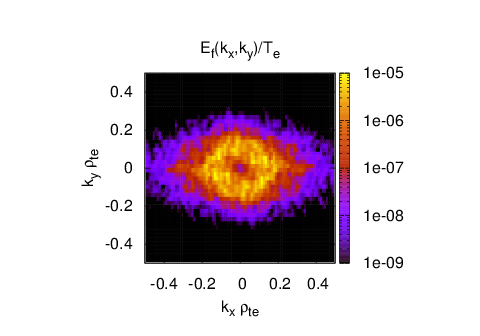 E_f(k_x,k_y)/T_e
k_y ρ_te
0.4
0.2
0
-0.2
-0.4
-0.4 -0.2 0 0.2 0.4
k_x ρ_te
1e-05
1e-06
1e-07
1e-08
1e-09